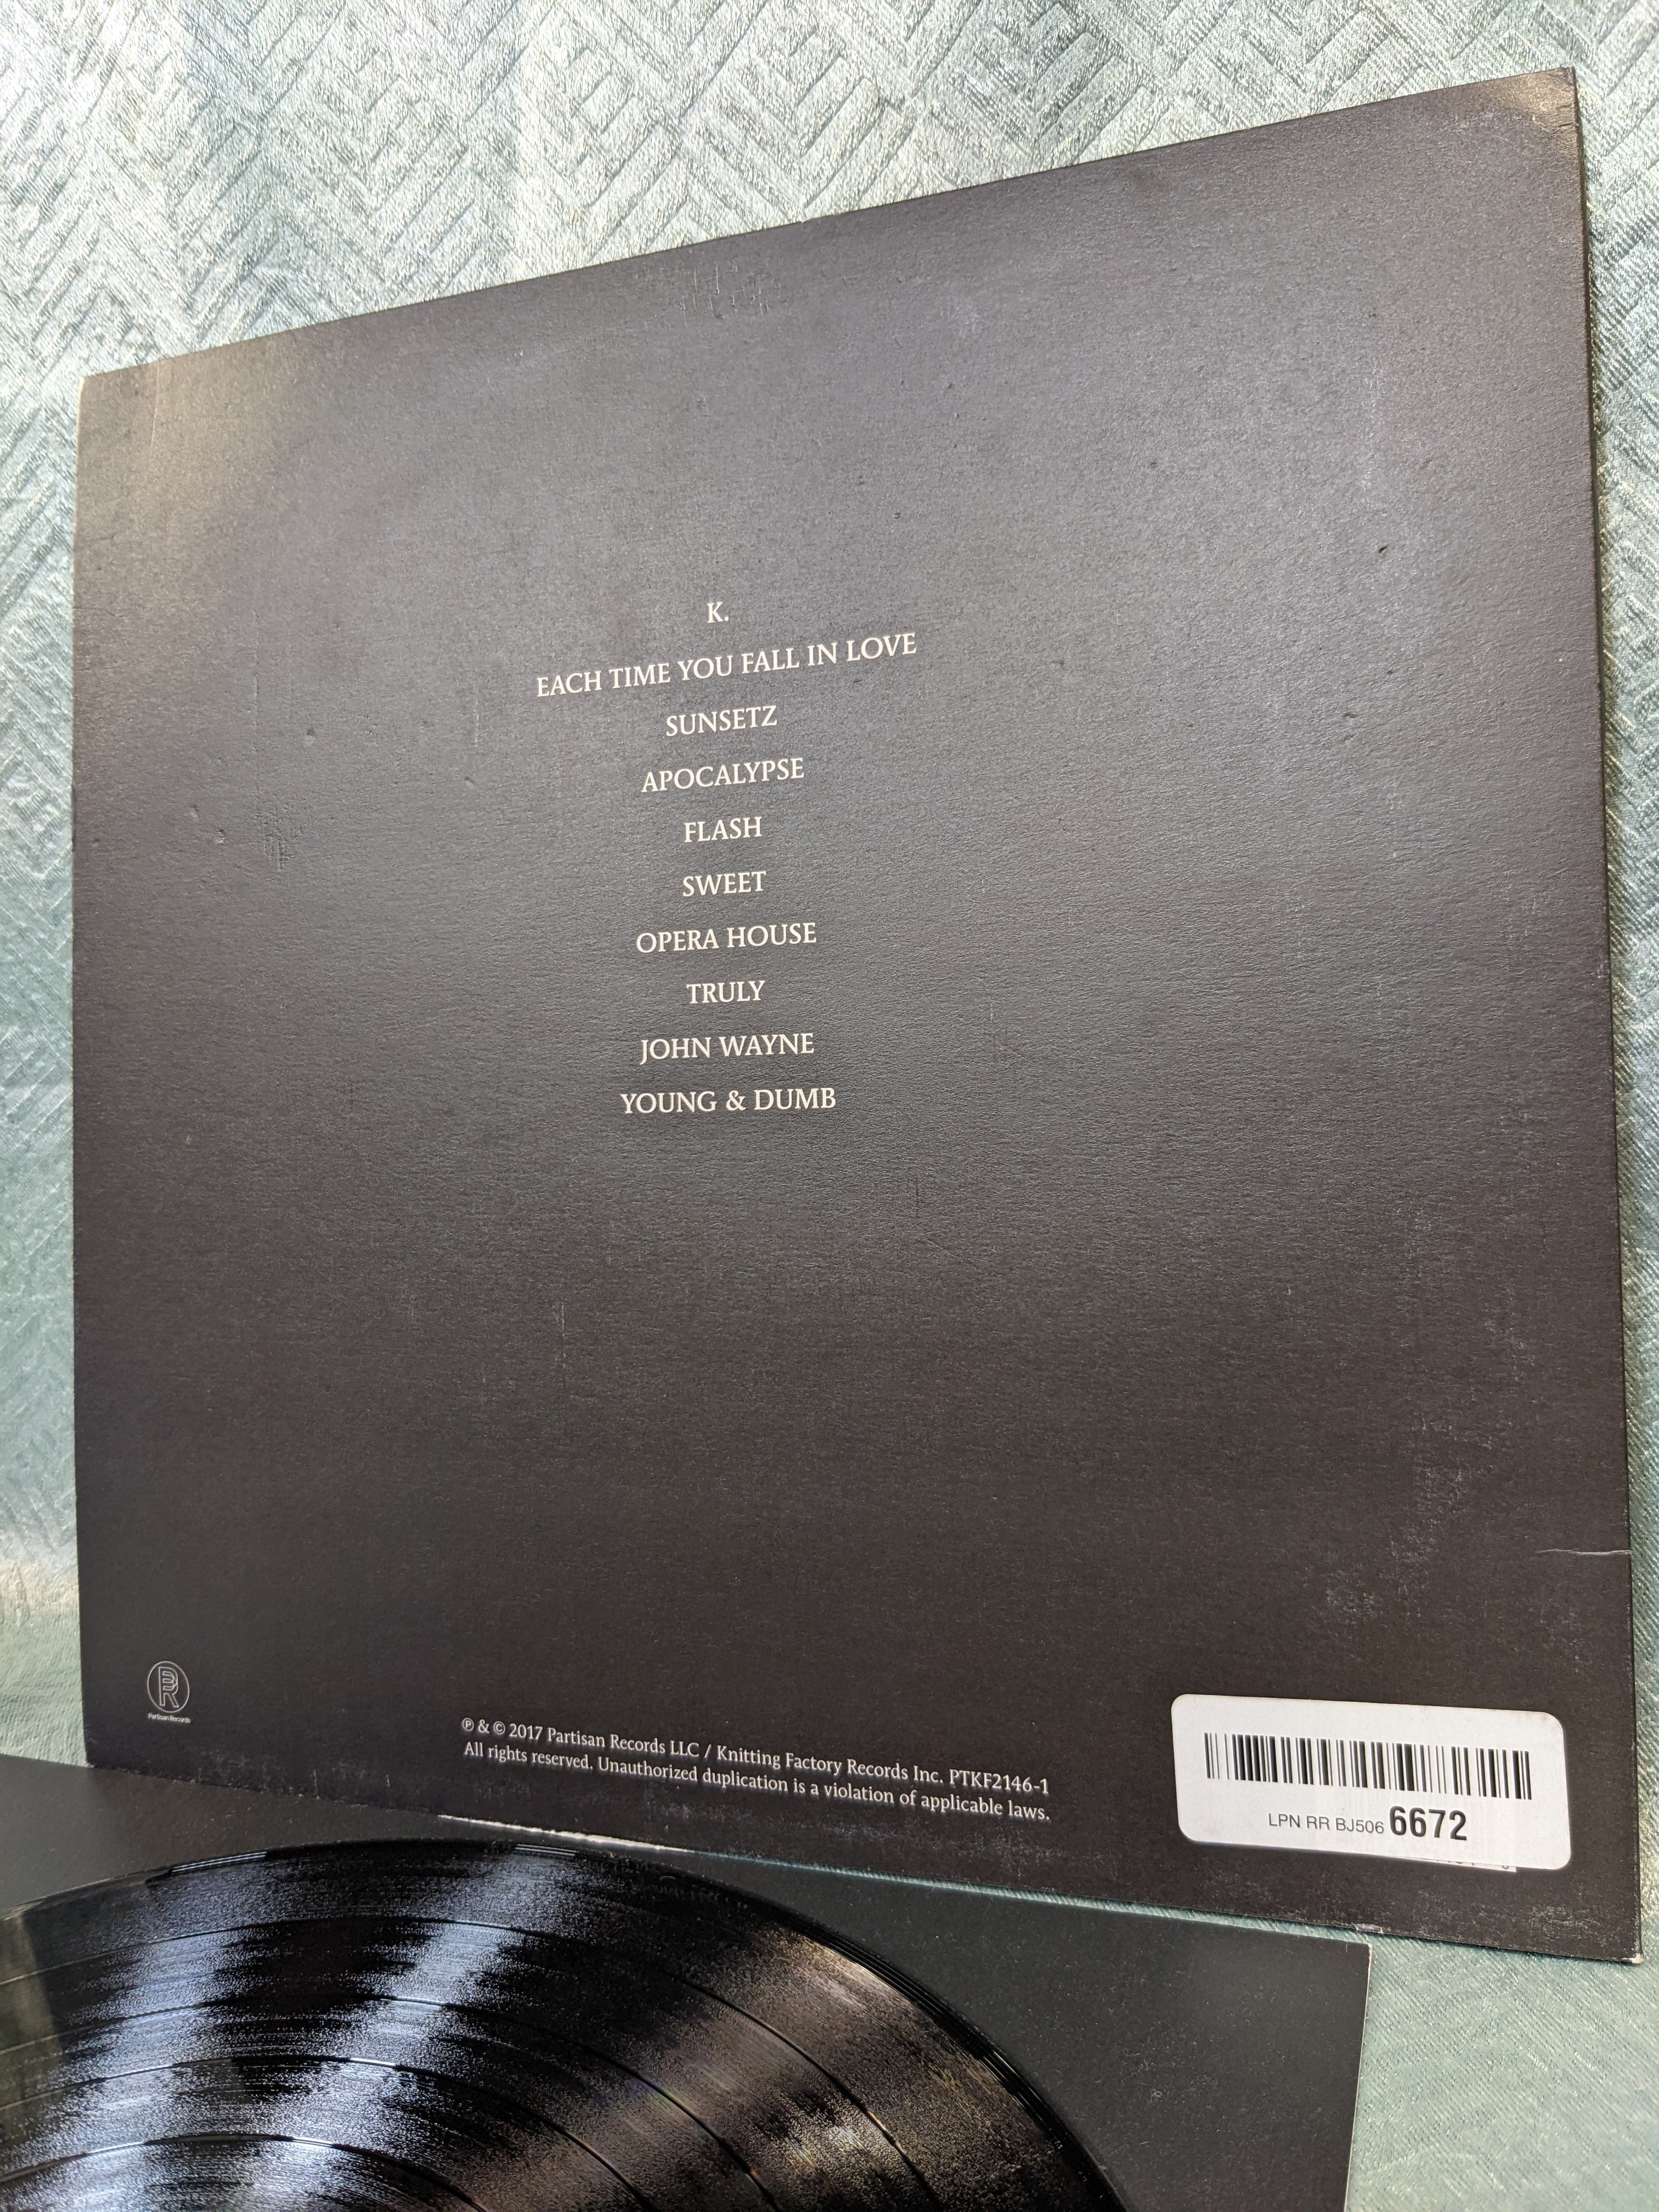 K.
EACH TIME YOU FALL IN LOVE
SUNSETZ
APOCALYPSE
FLASH
SWEET
OPERA HOUSE
TRULY
JOHN WAYNE
YOUNG & DUMB
Partisan Records
℗ & © 2017 Partisan Records LLC / Knitting Factory Records Inc. PTKF2146-1
All rights reserved. Unauthorized duplication is a violation of applicable laws.
LPN RR BJ506 6672